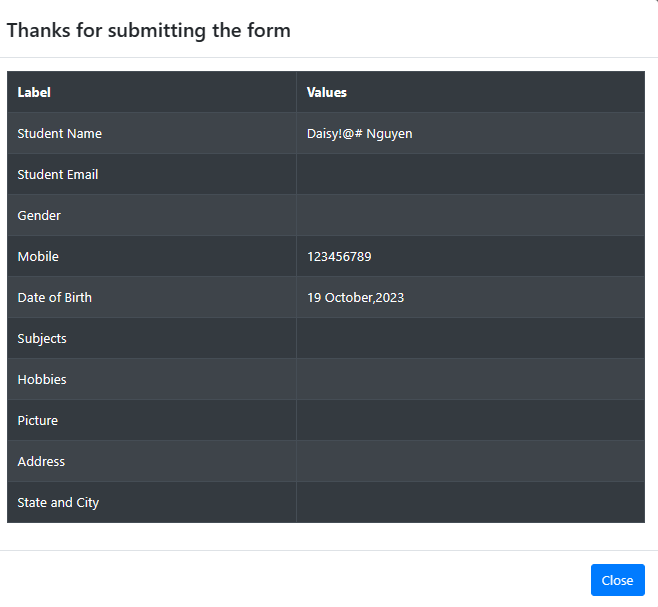 Thanks for submitting the form
Label Values
Student Name Daisy!@# Nguyen
Student Email
Gender
Mobile 123456789
Date of Birth 19 October,2023
Subjects
Hobbies
Picture
Address
State and City
Close